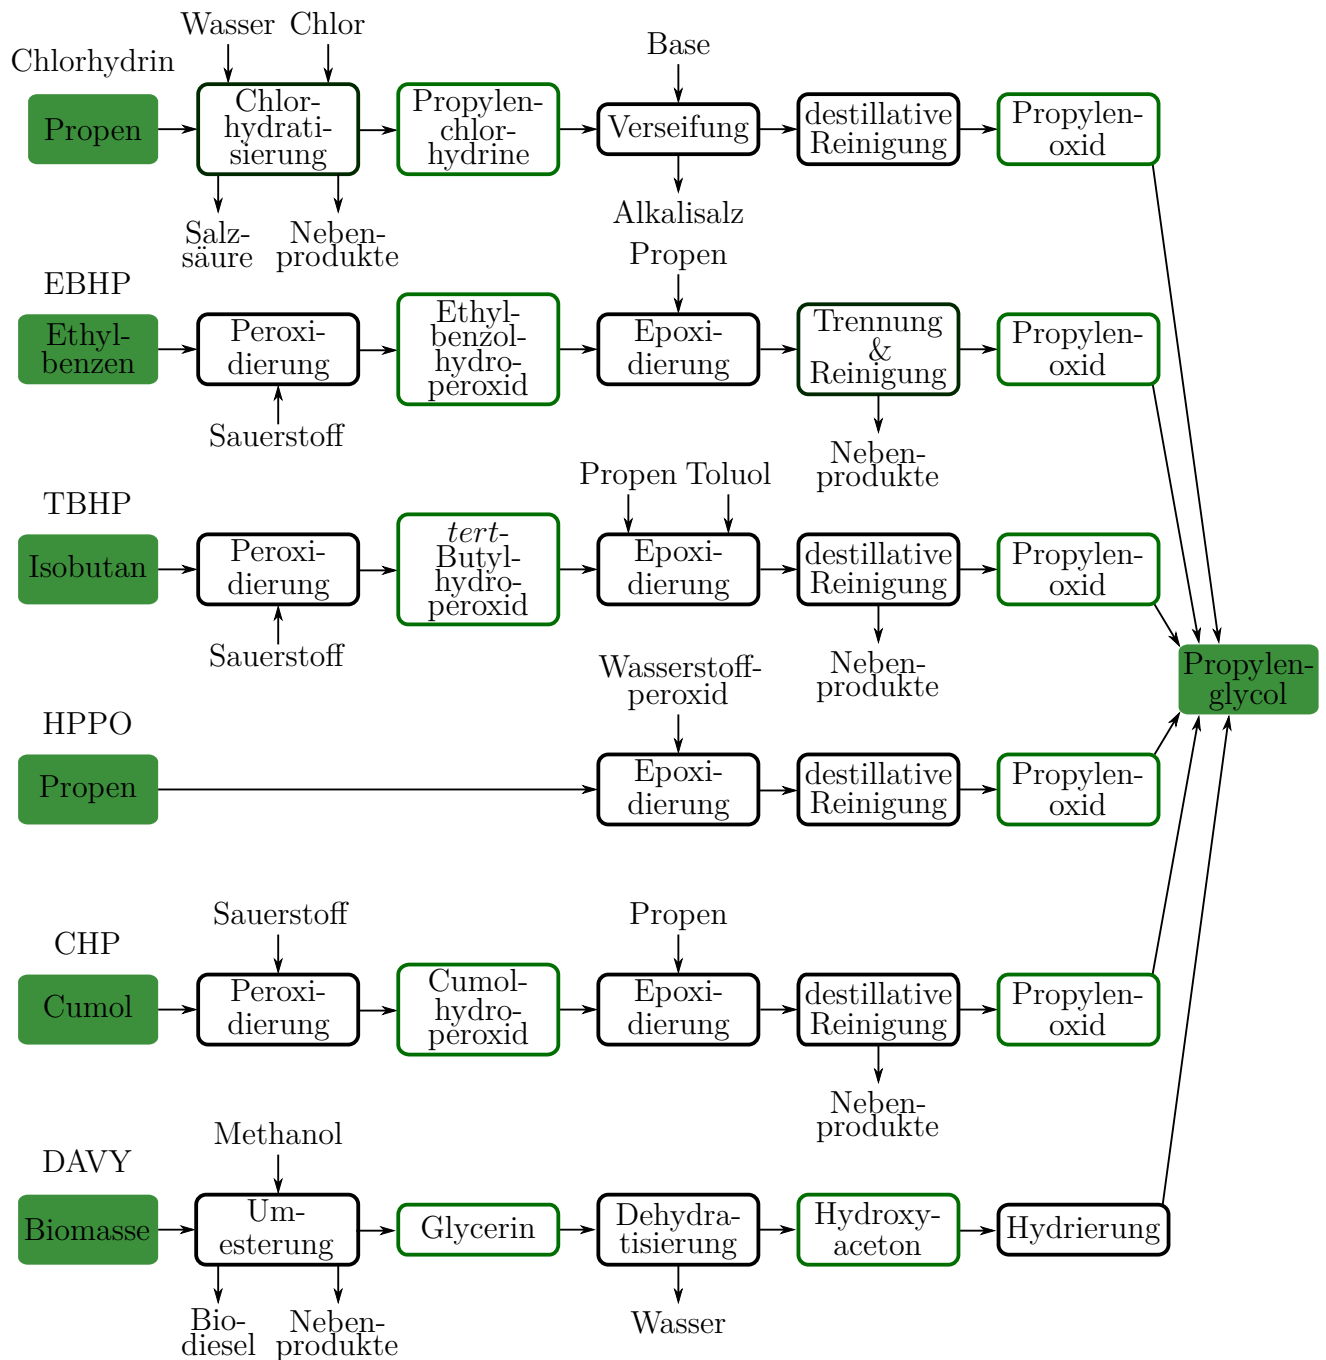 Wasser Chlor
Chlorhydrin
Base
Propen
Chlor-
hydrati-
sierung
Propylen-
chlor-
hydrine
Verseifung
destillative
Reinigung
Propylen-
oxid
Salz-
säure
Neben-
produkte
Alkalisalz
Propen
EBHP
Ethyl-
benzen
Peroxi-
dierung
Ethyl-
benzol-
hydro-
peroxid
Epoxi-
dierung
Trennung
&
Reinigung
Propylen-
oxid
Sauerstoff
Neben-
produkte
Propen Toluol
TBHP
Isobutan
Peroxi-
dierung
tert-
Butyl-
hydro-
peroxid
Epoxi-
dierung
destillative
Reinigung
Propylen-
oxid
Sauerstoff
Neben-
produkte
Wasserstoff-
peroxid
Propylen-
glycol
HPPO
Propen
Epoxi-
dierung
destillative
Reinigung
Propylen-
oxid
Sauerstoff
Propen
CHP
Cumol
Peroxi-
dierung
Cumol-
hydro-
peroxid
Epoxi-
dierung
destillative
Reinigung
Propylen-
oxid
Neben-
produkte
Methanol
DAVY
Biomasse
Um-
esterung
Glycerin
Dehydra-
tisierung
Hydroxy-
aceton
Hydrierung
Bio-
diesel
Neben-
produkte
Wasser